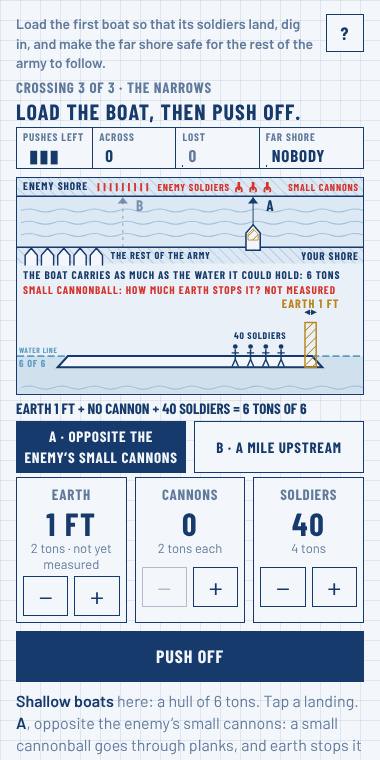 Load the first boat so that its soldiers land, dig
in, and make the far shore safe for the rest of the
army to follow.
?
CROSSING 3 OF 3 · THE NARROWS
LOAD THE BOAT, THEN PUSH OFF.
PUSHES LEFT
ACROSS
0
LOST
0
FAR SHORE
NOBODY
ENEMY SHORE
ENEMY SOLDIERS
SMALL CANNONS
B
A
THE REST OF THE ARMY
YOUR SHORE
THE BOAT CARRIES AS MUCH AS THE WATER IT COULD HOLD: 6 TONS
SMALL CANNONBALL: HOW MUCH EARTH STOPS IT? NOT MEASURED
EARTH 1 FT
40 SOLDIERS
WATER LINE
6 OF 6
EARTH 1 FT + NO CANNON + 40 SOLDIERS = 6 TONS OF 6
A · OPPOSITE THE
ENEMY’S SMALL CANNONS
B · A MILE UPSTREAM
EARTH
1 FT
2 tons · not yet
measured
− +
CANNONS
0
2 tons each
− +
SOLDIERS
40
4 tons
− +
PUSH OFF
Shallow boats here: a hull of 6 tons. Tap a landing.
A, opposite the enemy’s small cannons: a small
cannonball goes through planks, and earth stops it